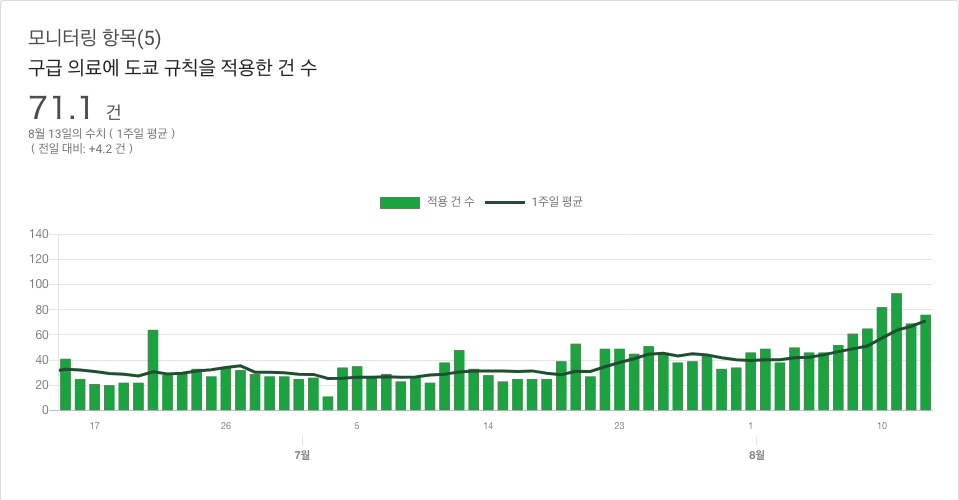 모니터링 항목(5)
구급 의료에 도쿄 규칙을 적용한 건 수
71.1 건
8월 13일의 수치 ( 1주일 평균 )
( 전일 대비: +4.2 건 )
적용 건 수 1주일 평균
140
120
100
80
60
40
20
0
17 26 5 14 23 1 10
7월 8월